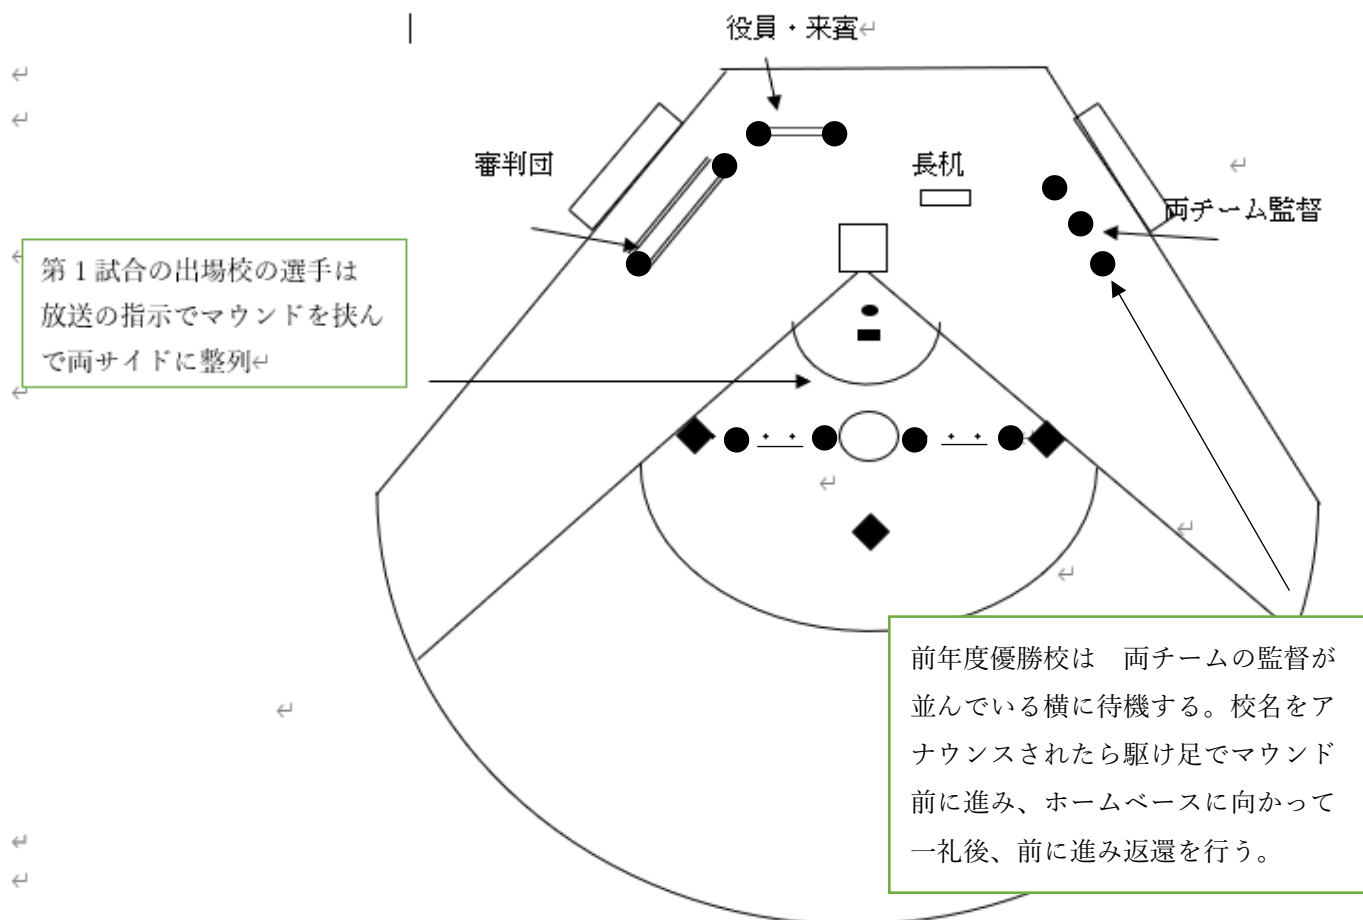 役員・来賓
審判団
長机
両チーム監督
第1試合の出場校の選手は
放送の指示でマウンドを挟ん
で両サイドに整列
前年度優勝校は　両チームの監督が
並んでいる横に待機する。校名をア
ナウンスされたら駆け足でマウンド
前に進み、ホームベースに向かって
一礼後、前に進み返還を行う。